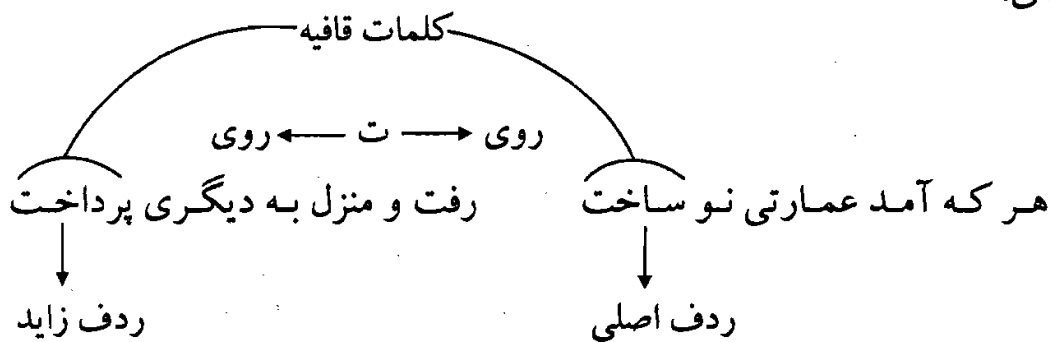 کلمات قافیه
روی ← ت → روی
هر که آمد عمارتی نو ساخت رفت و منزل به دیگری پرداخت
ردف اصلی ردف زاید